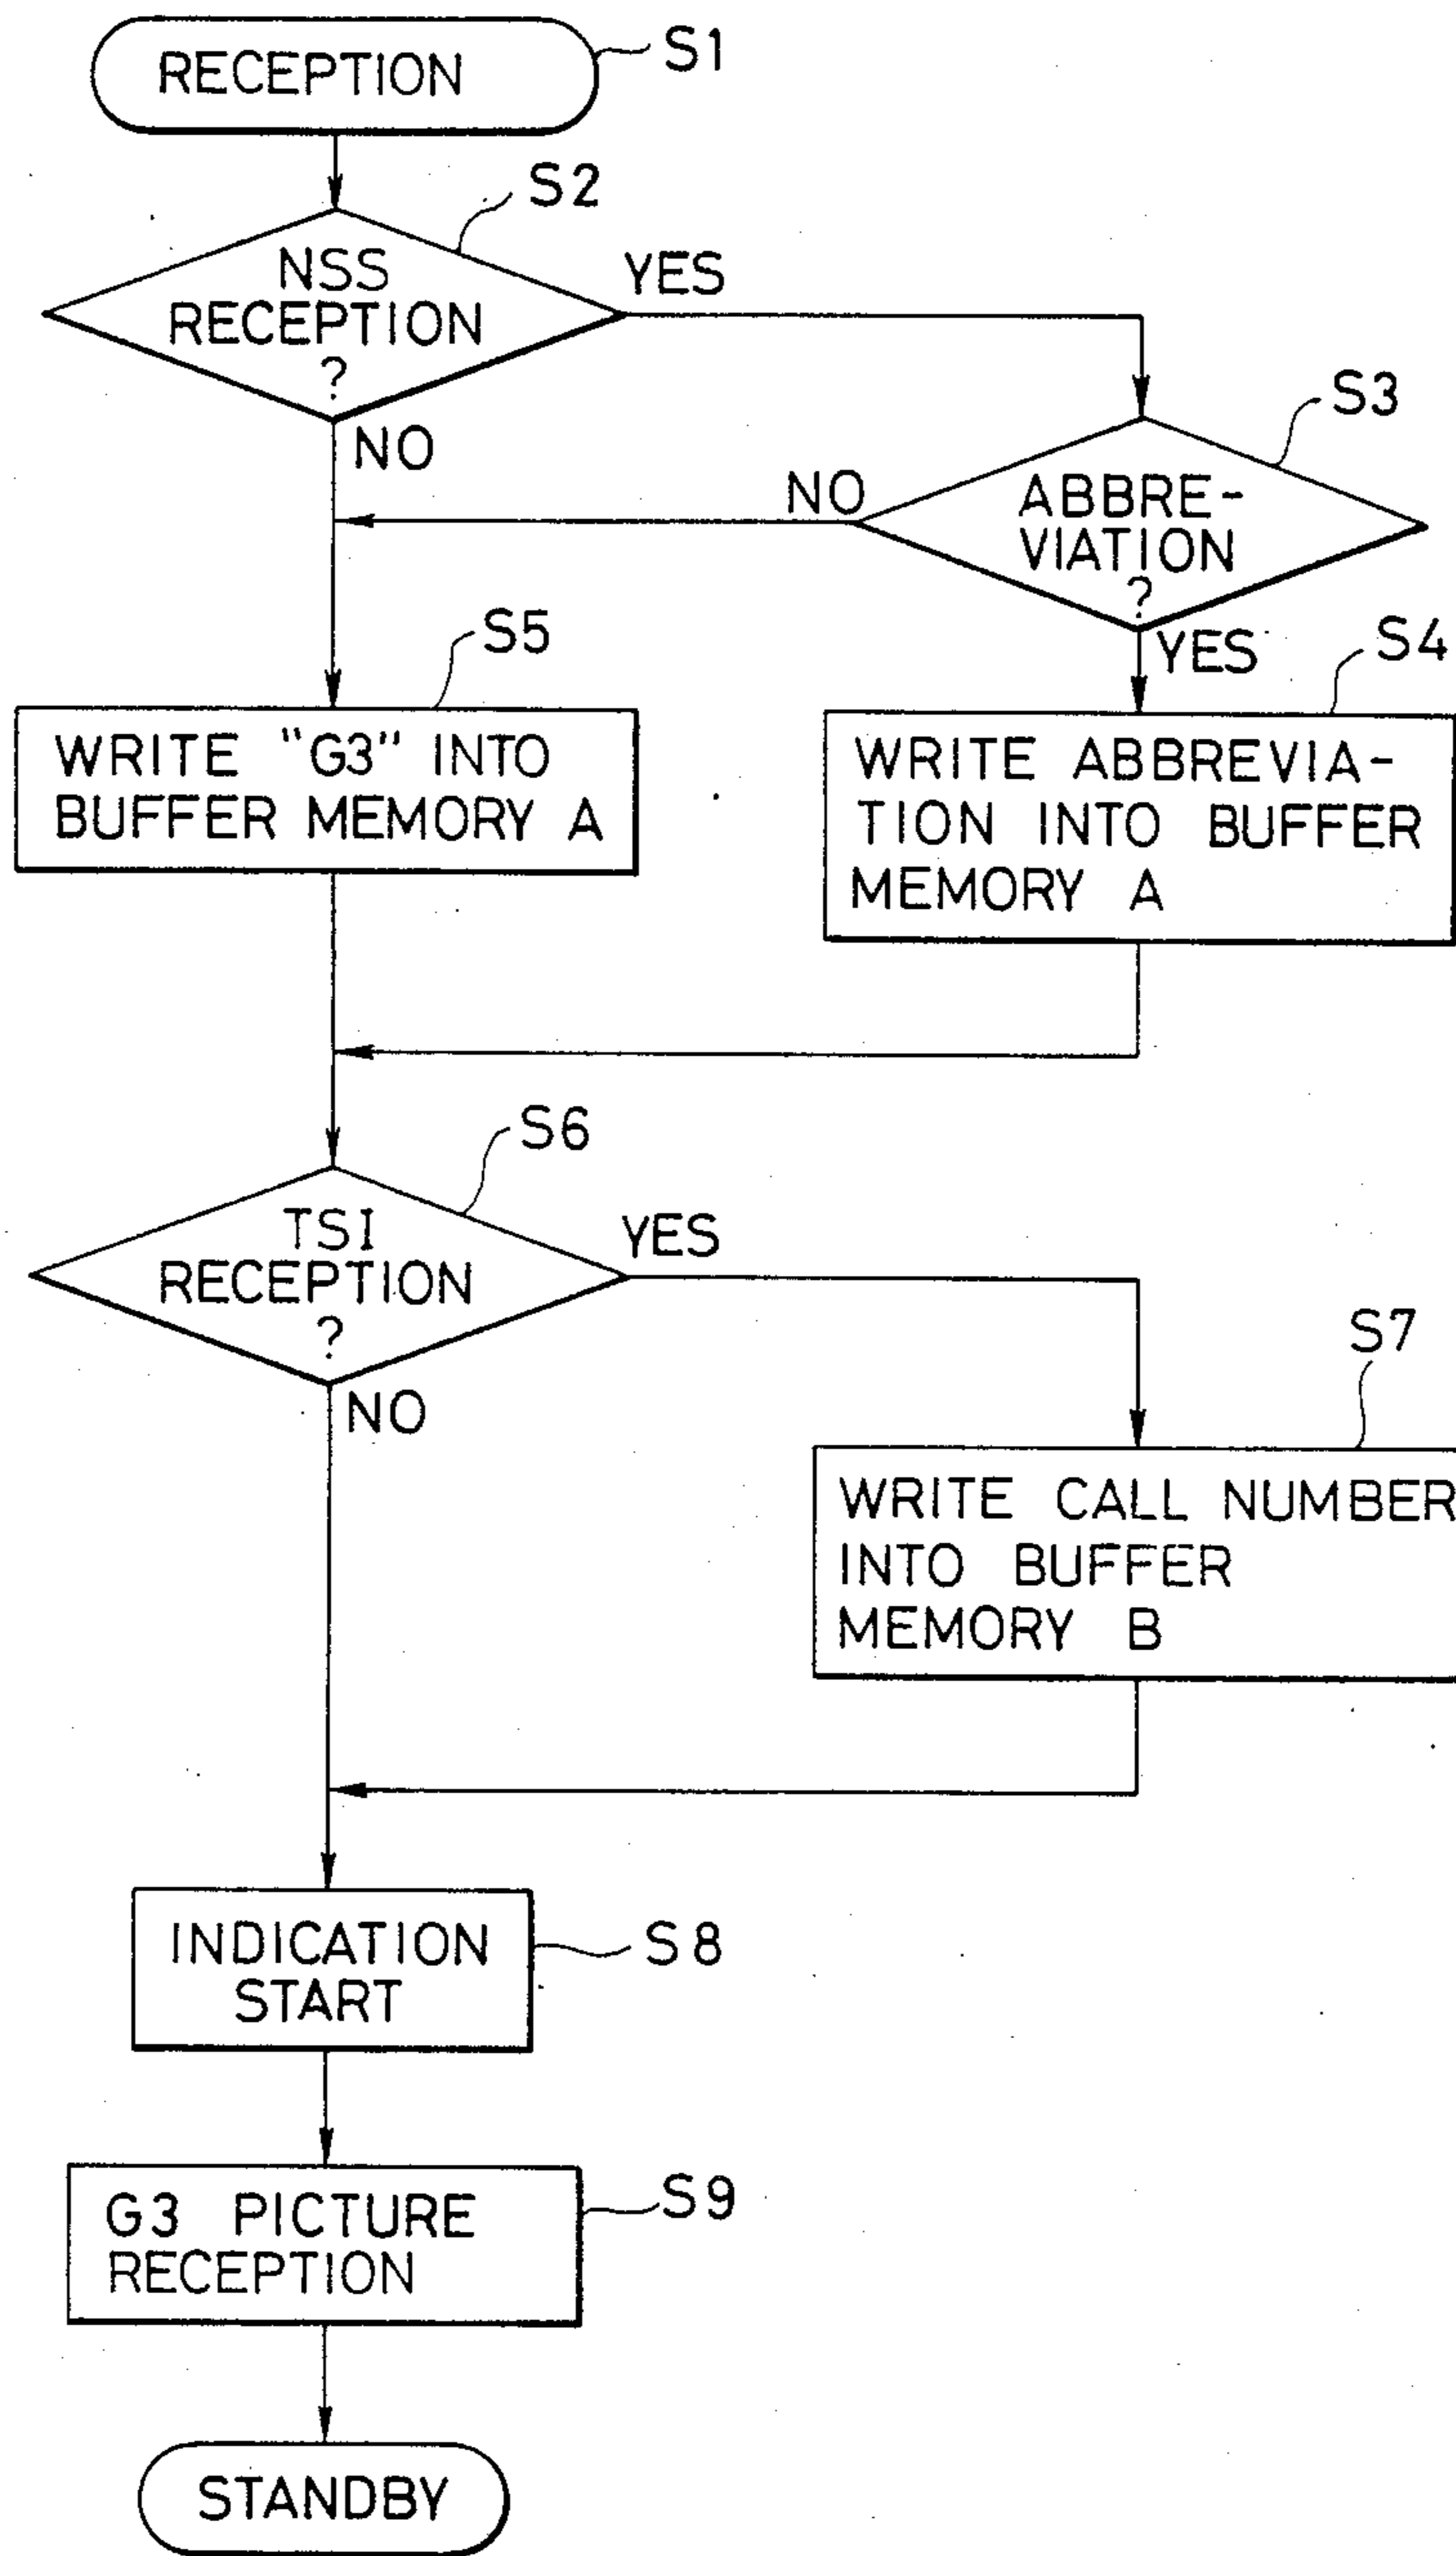 RECEPTION
S1
S2
NSS
RECEPTION
?
YES
NO
S3
ABBRE-
VIATION
?
NO
YES
S5
WRITE "G3" INTO
BUFFER MEMORY A
S4
WRITE ABBREVIA-
TION INTO BUFFER
MEMORY A
S6
TSI
RECEPTION
?
YES
NO
S7
WRITE CALL NUMBER
INTO BUFFER
MEMORY B
INDICATION
START
S8
G3 PICTURE
RECEPTION
S9
STANDBY